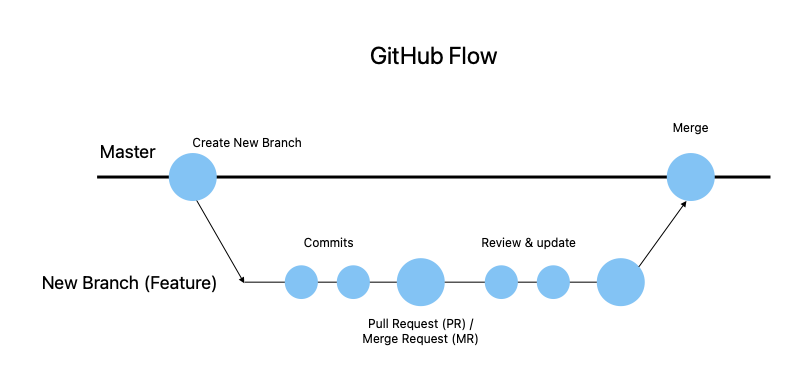 GitHub Flow
Merge
Create New Branch
Master
Commits
Review & update
New Branch (Feature)
Pull Request (PR) /
Merge Request (MR)